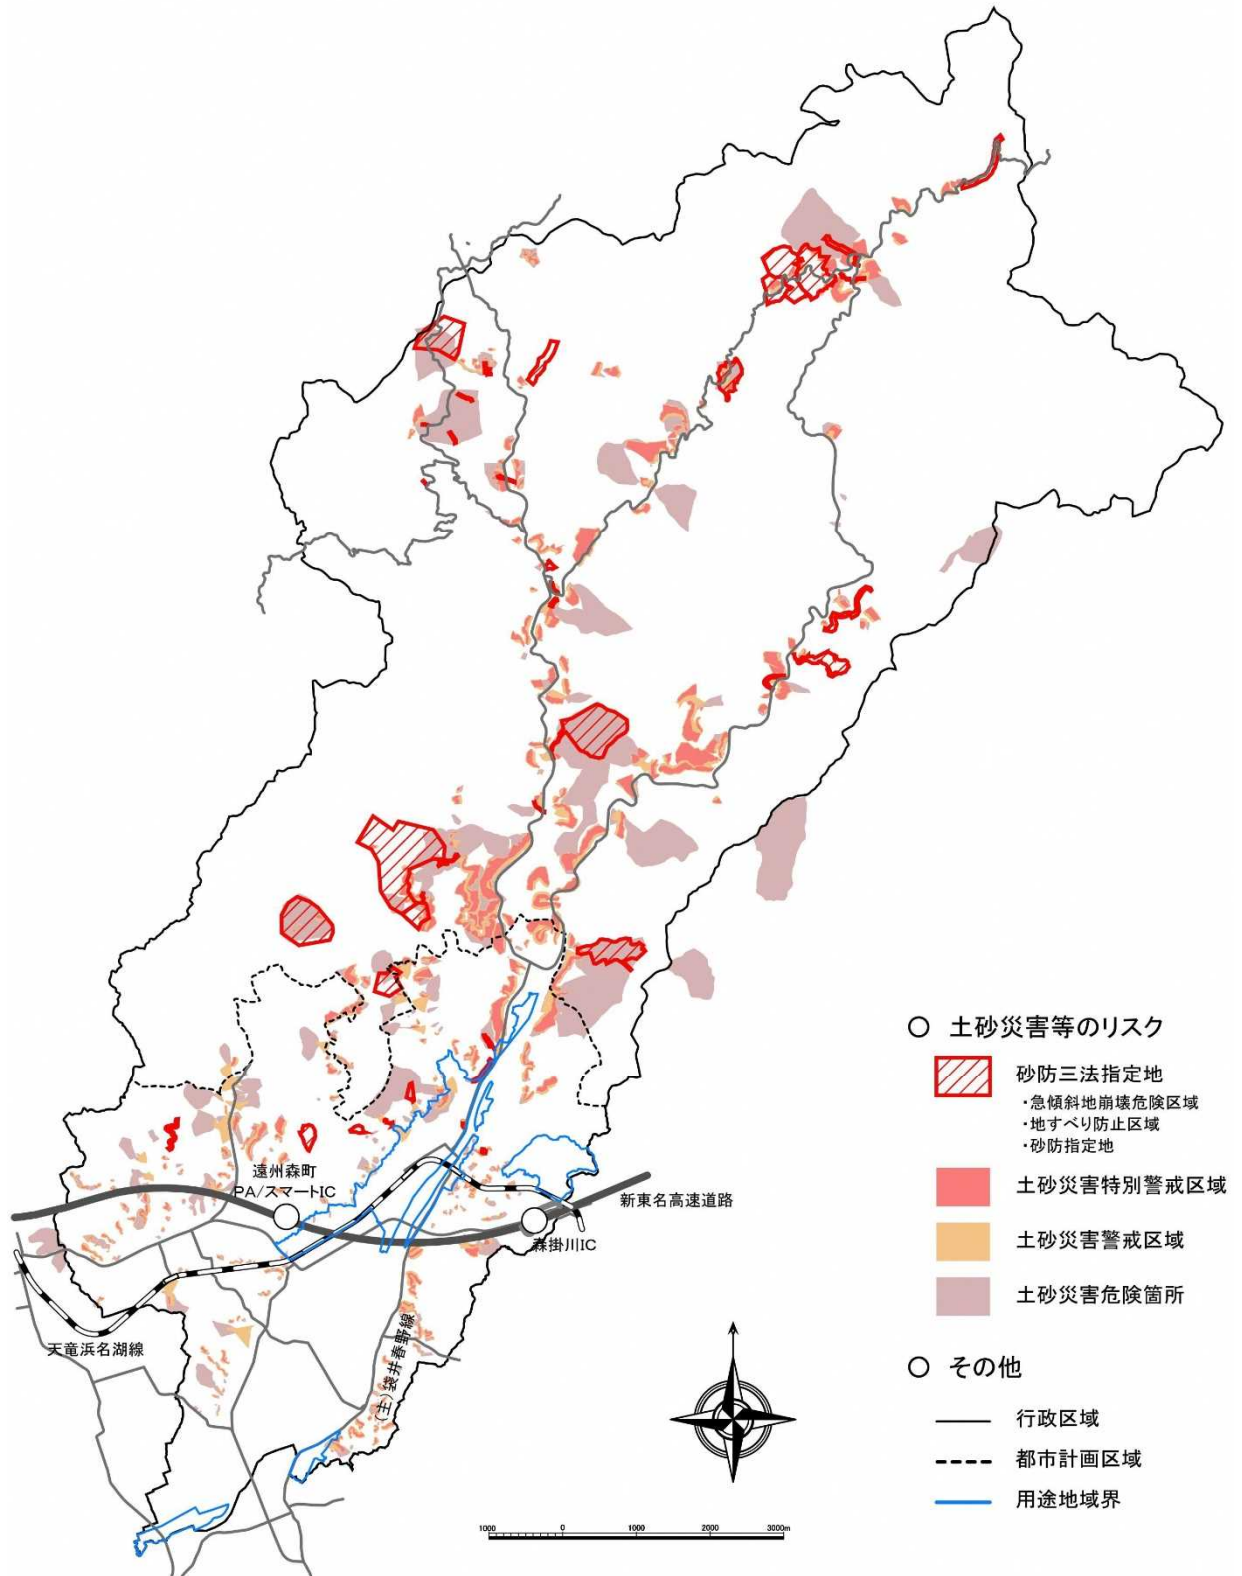 遠州森町
PA/スマートIC
新東名高速道路
森掛川IC
天竜浜名湖線
(主)袋井春野線
○ 土砂災害等のリスク
砂防三法指定地
・急傾斜地崩壊危険区域
・地すべり防止区域
・砂防指定地
土砂災害特別警戒区域
土砂災害警戒区域
土砂災害危険箇所
○ その他
行政区域
都市計画区域
用途地域界
1000 0 1000 2000 3000m